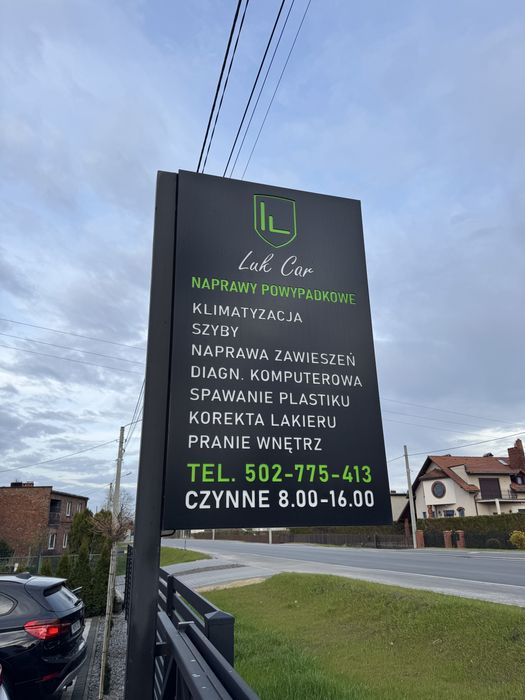 IL
Luk Car
NAPRAWY POWYPADKOWE
KLIMATYZACJA
SZYBY
NAPRAWA ZAWIESZEŃ
DIAGN. KOMPUTEROWA
SPAWANIE PLASTIKU
KOREKTA LAKIERU
PRANIE WNĘTRZ
TEL. 502-775-413
CZYNNE 8.00-16.00